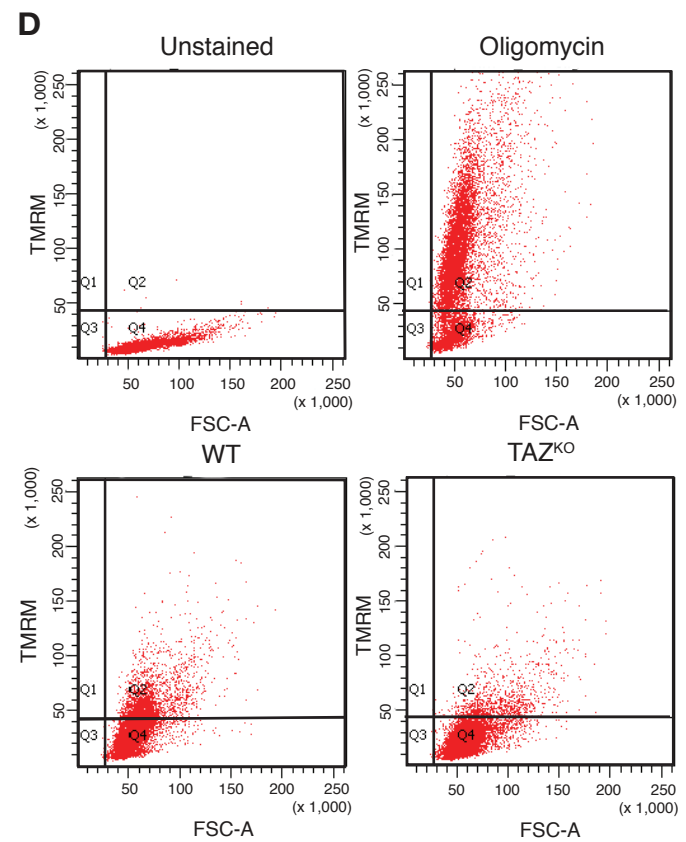 D
Unstained
(x 1,000)
250
200
150
100
50
TMRM
Q1
Q2
Q3
Q4
50
100
150
200
250
(x 1,000)
FSC-A
Oligomycin
(x 1,000)
250
200
150
100
50
TMRM
Q1
Q2
Q3
Q4
50
100
150
200
250
(x 1,000)
FSC-A
WT
(x 1,000)
250
200
150
100
50
TMRM
Q1
Q2
Q3
Q4
50
100
150
200
250
(x 1,000)
FSC-A
TAZKO
(x 1,000)
250
200
150
100
50
TMRM
Q1
Q2
Q3
Q4
50
100
150
200
250
(x 1,000)
FSC-A